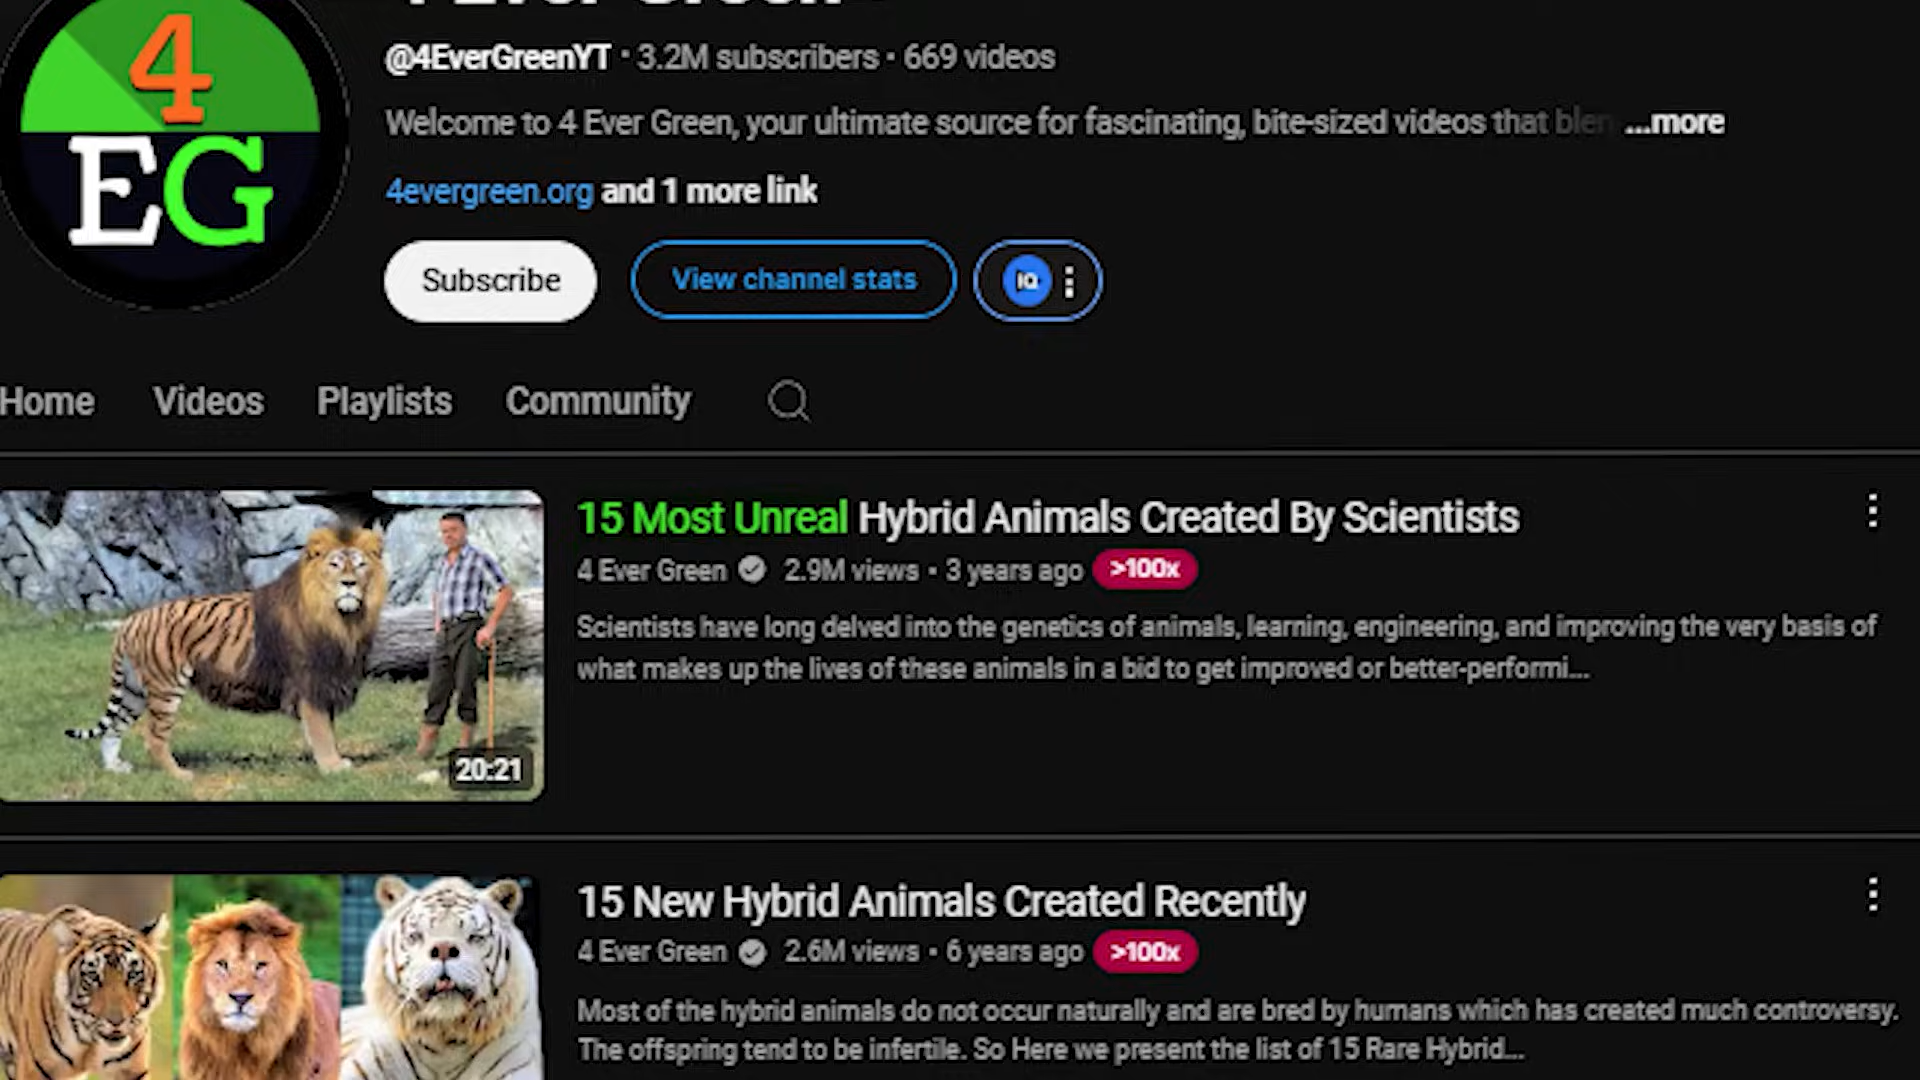 4 Ever Green
4
EG
@4EverGreenYT · 3.2M subscribers · 669 videos
Welcome to 4 Ever Green, your ultimate source for fascinating, bite-sized videos that blen ...more
4evergreen.org and 1 more link
Subscribe
View channel stats
IQ
Home Videos Playlists Community
15 Most Unreal Hybrid Animals Created By Scientists
4 Ever Green 2.9M views · 3 years ago >100x
Scientists have long delved into the genetics of animals, learning, engineering, and improving the very basis of
what makes up the lives of these animals in a bid to get improved or better-performi...
20:21
15 New Hybrid Animals Created Recently
4 Ever Green 2.6M views · 6 years ago >100x
Most of the hybrid animals do not occur naturally and are bred by humans which has created much controversy.
The offspring tend to be infertile. So Here we present the list of 15 Rare Hybrid...